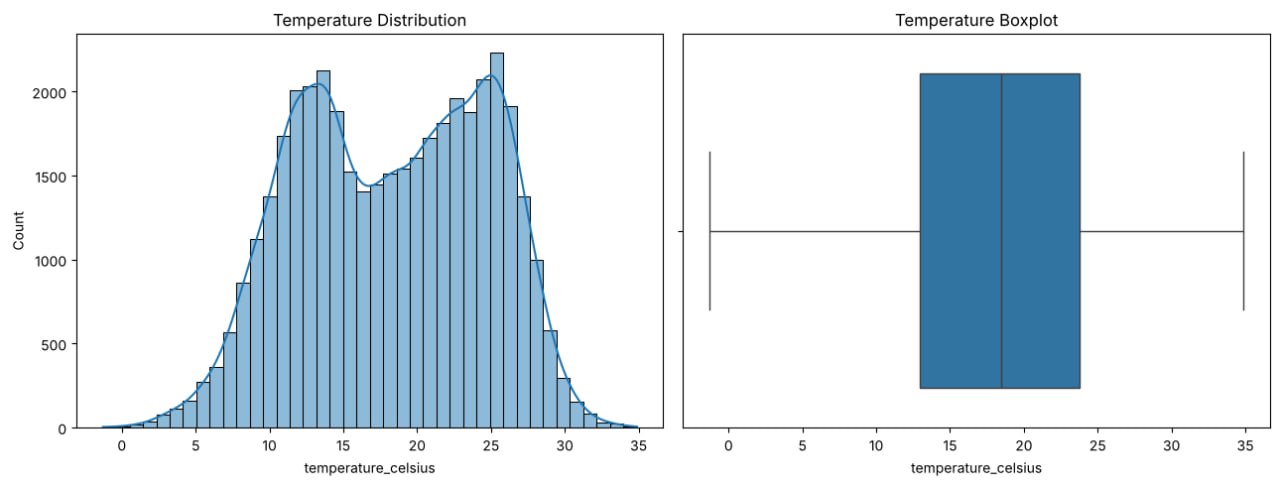 Temperature Distribution
Count
2000
1500
1000
500
0
0 5 10 15 20 25 30 35
temperature_celsius
Temperature Boxplot
0 5 10 15 20 25 30 35
temperature_celsius